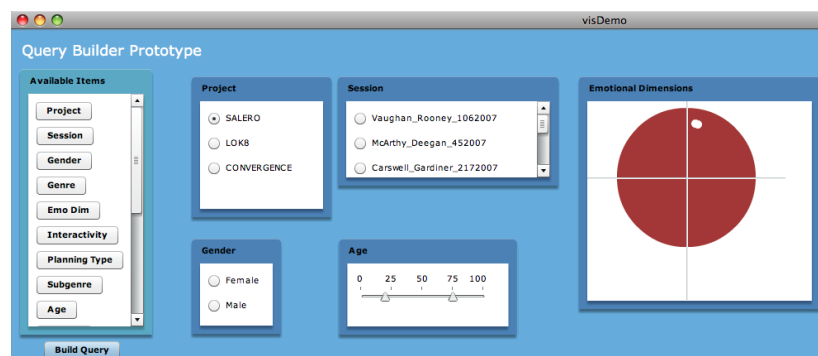 visDemo
Query Builder Prototype
Available Items
Project
Session
Gender
Genre
Emo Dim
Interactivity
Planning Type
Subgenre
Age
Build Query
Project
SALERO
LOK8
CONVERGENCE
Session
Vaughan_Rooney_1062007
McArthy_Deegan_452007
Carswell_Gardiner_2172007
Emotional Dimensions
Gender
Female
Male
Age
0 25 50 75 100